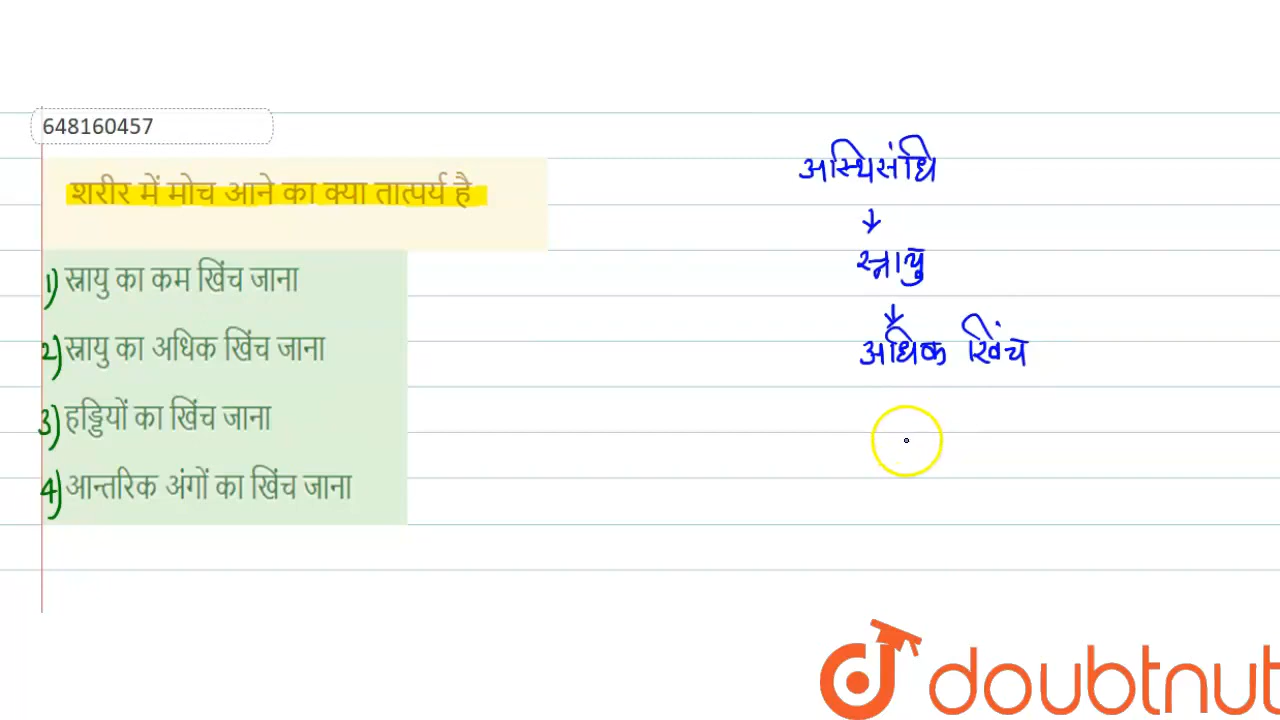 648160457
शरीर में मोच आने का क्या तात्पर्य है
1) स्नायु का कम खिंच जाना
2) स्नायु का अधिक खिंच जाना
3) हड्डियों का खिंच जाना
4) आन्तरिक अंगों का खिंच जाना
अस्थिसंधि
↓
स्नायु
↓
अधिक खिंच
doubtnut